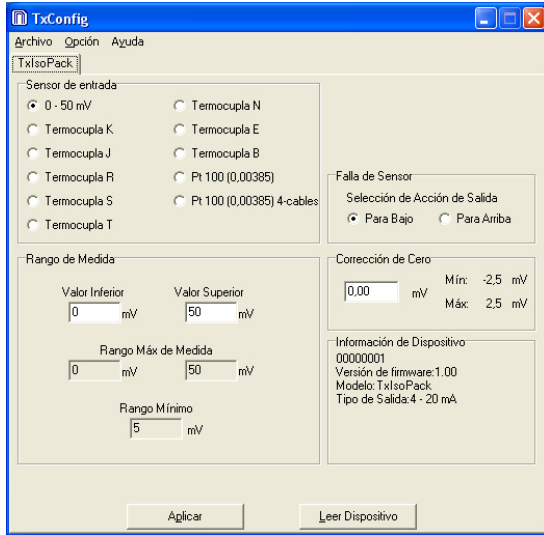 TxConfig
Archivo Opción Ayuda
TxIsoPack
Sensor de entrada
0 - 50 mV
Termocupla K
Termocupla J
Termocupla R
Termocupla S
Termocupla T
Termocupla N
Termocupla E
Termocupla B
Pt 100 (0,00385)
Pt 100 (0,00385) 4-cables
Falla de Sensor
Selección de Acción de Salida
Para Bajo Para Arriba
Rango de Medida
Valor Inferior Valor Superior
0 mV 50 mV
Rango Máx de Medida
0 mV 50 mV
Rango Mínimo
5 mV
Corrección de Cero
0,00 mV
Mín: -2,5 mV
Máx: 2,5 mV
Información de Dispositivo
00000001
Versión de firmware:1.00
Modelo: TxIsoPack
Tipo de Salida:4 - 20 mA
Aplicar Leer Dispositivo